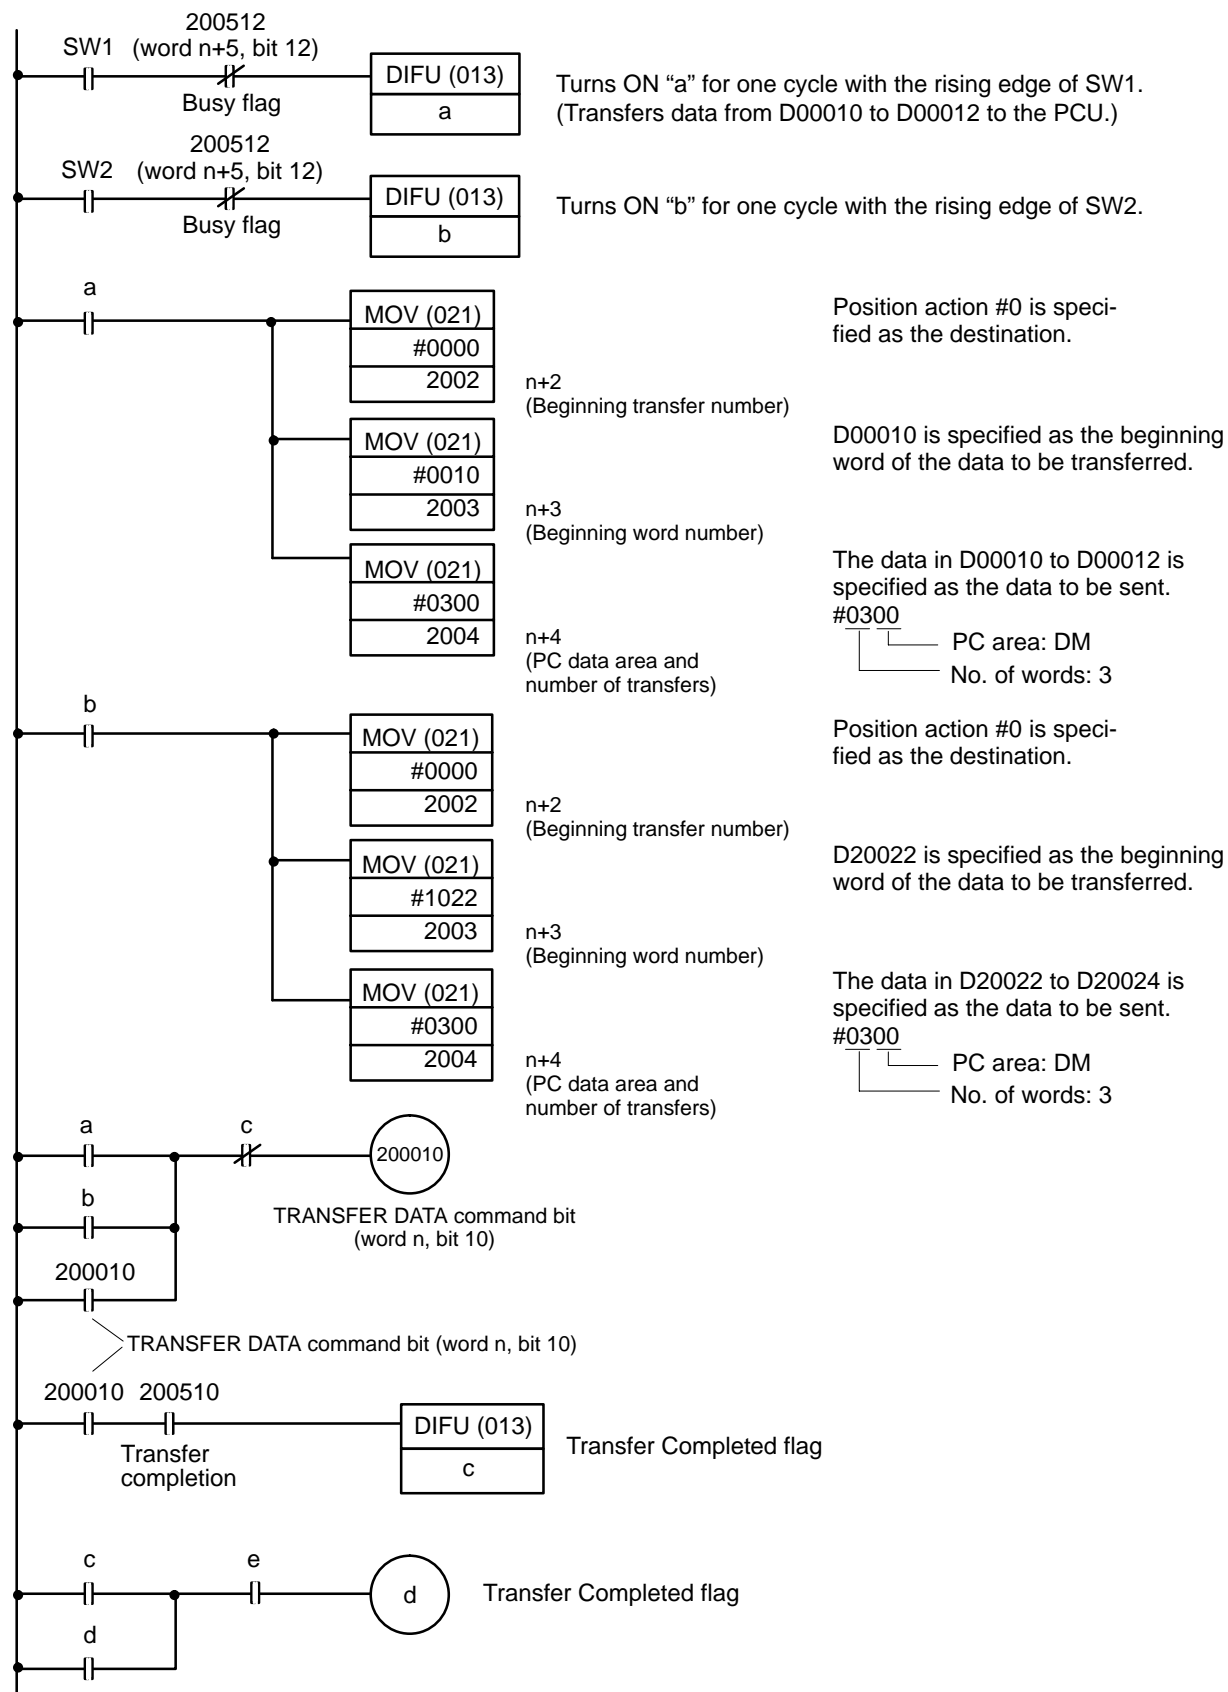 200512
SW1 (word n+5, bit 12)
DIFU (013)
Busy flag
a
Turns ON “a” for one cycle with the rising edge of SW1.
(Transfers data from D00010 to D00012 to the PCU.)
200512
SW2 (word n+5, bit 12)
DIFU (013)
Busy flag
b
Turns ON “b” for one cycle with the rising edge of SW2.
a
MOV (021)
#0000
2002
n+2
(Beginning transfer number)
Position action #0 is speci-
fied as the destination.
MOV (021)
#0010
2003
n+3
(Beginning word number)
D00010 is specified as the beginning
word of the data to be transferred.
MOV (021)
#0300
2004
n+4
(PC data area and
number of transfers)
The data in D00010 to D00012 is
specified as the data to be sent.
#0300
PC area: DM
No. of words: 3
b
MOV (021)
#0000
2002
n+2
(Beginning transfer number)
Position action #0 is speci-
fied as the destination.
MOV (021)
#1022
2003
n+3
(Beginning word number)
D20022 is specified as the beginning
word of the data to be transferred.
MOV (021)
#0300
2004
n+4
(PC data area and
number of transfers)
The data in D20022 to D20024 is
specified as the data to be sent.
#0300
PC area: DM
No. of words: 3
a
c
200010
b
TRANSFER DATA command bit
(word n, bit 10)
200010
TRANSFER DATA command bit (word n, bit 10)
200010 200510
DIFU (013)
Transfer
completion
c
Transfer Completed flag
c
e
d
Transfer Completed flag
d